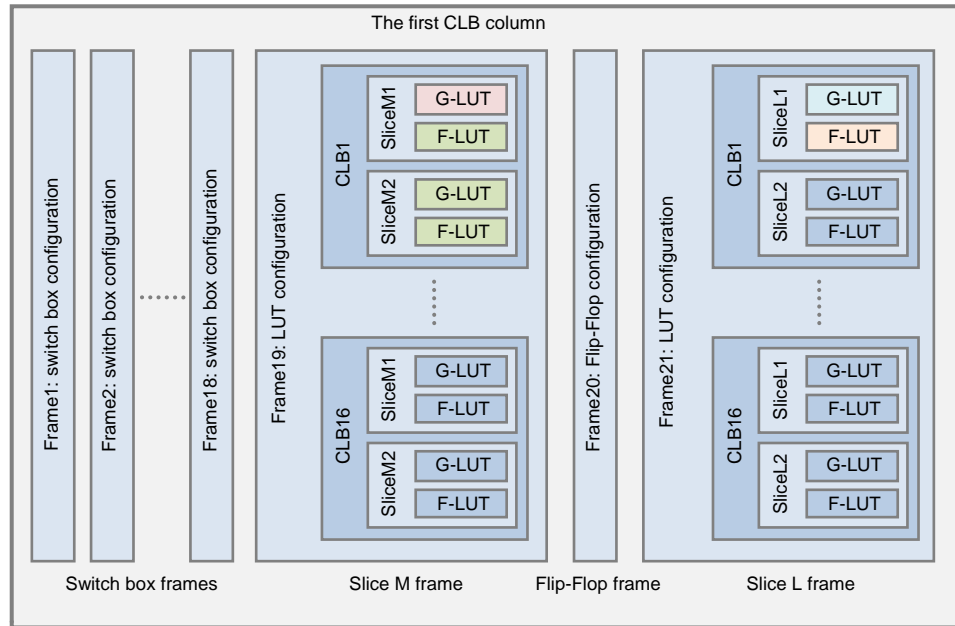 The first CLB column
Frame1: switch box configuration
Frame2: switch box configuration
Frame18: switch box configuration
Frame19: LUT configuration
CLB1
SliceM1
G-LUT
F-LUT
SliceM2
G-LUT
F-LUT
CLB16
SliceM1
G-LUT
F-LUT
SliceM2
G-LUT
F-LUT
Frame20: Flip-Flop configuration
Frame21: LUT configuration
CLB1
SliceL1
G-LUT
F-LUT
SliceL2
G-LUT
F-LUT
CLB16
SliceL1
G-LUT
F-LUT
SliceL2
G-LUT
F-LUT
Switch box frames
Slice M frame
Flip-Flop frame
Slice L frame